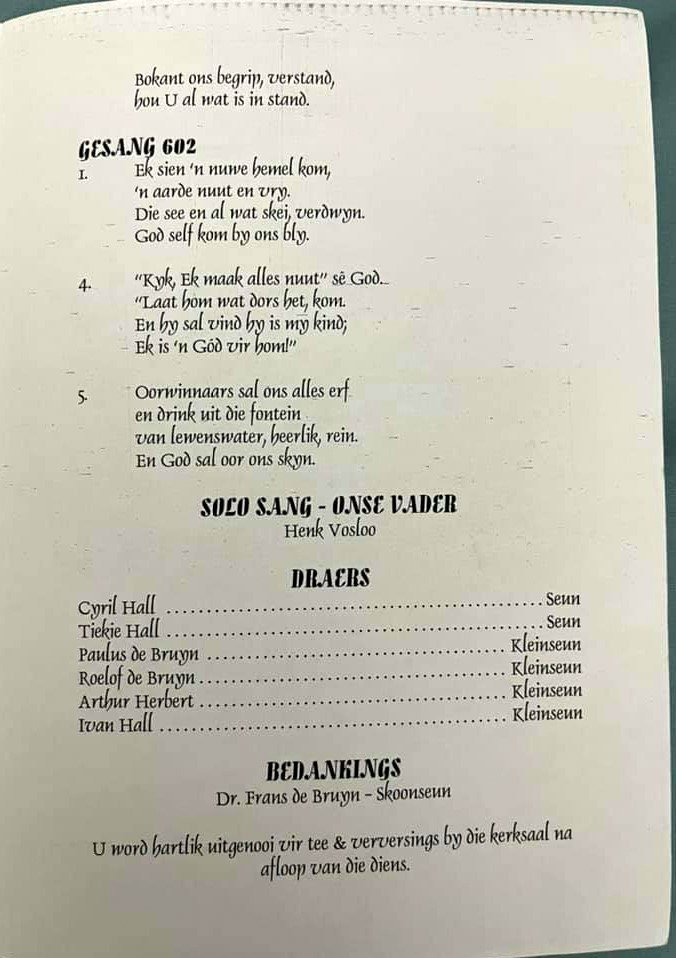 Bokant ons begrip, verstand,
hou U al wat is in stand.
GESANG 602
1. Ek sien 'n nuwe hemel kom,
'n aarde nuut en vry.
Die see en al wat skei, verdwyn.
God self kom by ons bly.
4. "Kyk, Ek maak alles nuut" sê God.
"Laat hom wat dors het, kom.
En hy sal vind hy is my kind;
Ek is 'n Gód vir hom!"
5. Oorwinnaars sal ons alles erf
en drink uit die fontein
van lewenswater, heerlik, rein.
En God sal oor ons skyn.
SOLO SANG - ONSE VADER
Henk Vosloo
DRAERS
Cyril Hall ........................................ Seun
Tiekie Hall ........................................ Seun
Paulus de Bruyn ................................ Kleinseun
Roelof de Bruyn ................................ Kleinseun
Arthur Herbert ................................ Kleinseun
Ivan Hall ........................................ Kleinseun
BEDANKINGS
Dr. Frans de Bruyn - Skoonseun
U word hartlik uitgenooi vir tee & verversings by die kerksaal na
afloop van die diens.